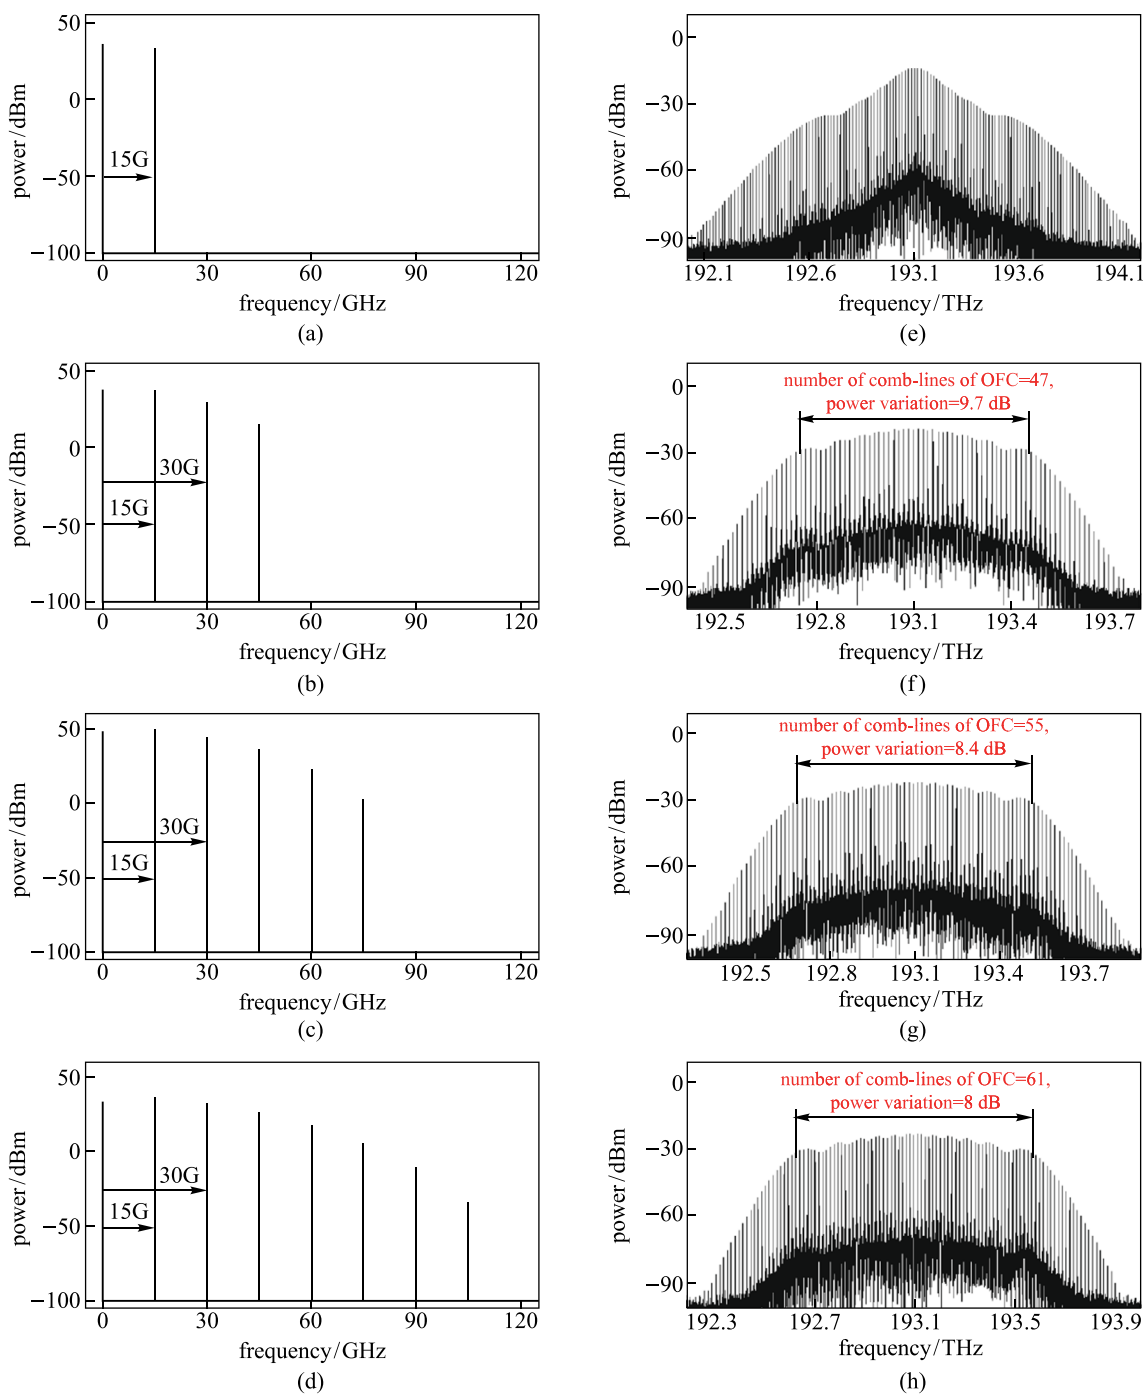 50
0
−50
−100
power/dBm
15G
0 30 60 90 120
frequency/GHz
(a)
0
−30
−60
−90
power/dBm
192.1 192.6 193.1 193.6 194.1
frequency/THz
(e)
50
0
−50
−100
power/dBm
30G
15G
0 30 60 90 120
frequency/GHz
(b)
number of comb-lines of OFC=47,
power variation=9.7 dB
0
−30
−60
−90
power/dBm
192.5 192.8 193.1 193.4 193.7
frequency/THz
(f)
50
0
−50
−100
power/dBm
30G
15G
0 30 60 90 120
frequency/GHz
(c)
number of comb-lines of OFC=55,
power variation=8.4 dB
0
−30
−60
−90
power/dBm
192.5 192.8 193.1 193.5 193.7
frequency/THz
(g)
50
0
−50
−100
power/dBm
30G
15G
0 30 60 90 120
frequency/GHz
(d)
number of comb-lines of OFC=61,
power variation=8 dB
0
−30
−60
−90
power/dBm
192.3 192.7 193.1 193.5 193.9
frequency/THz
(h)